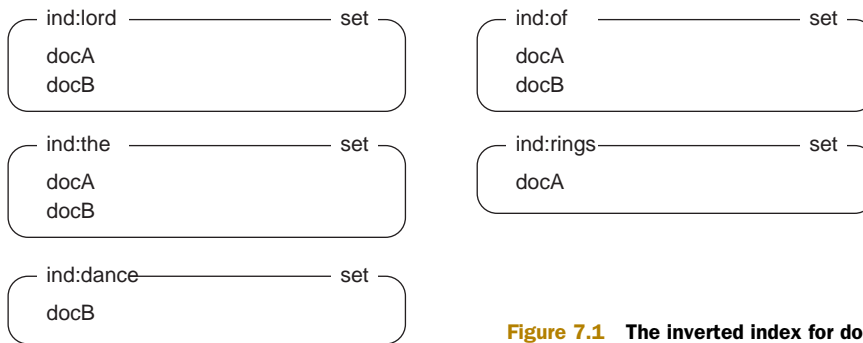 ind:lord set
docA
docB
ind:of set
docA
docB
ind:the set
docA
docB
ind:rings set
docA
ind:dance set
docB
Figure 7.1 The inverted index for do